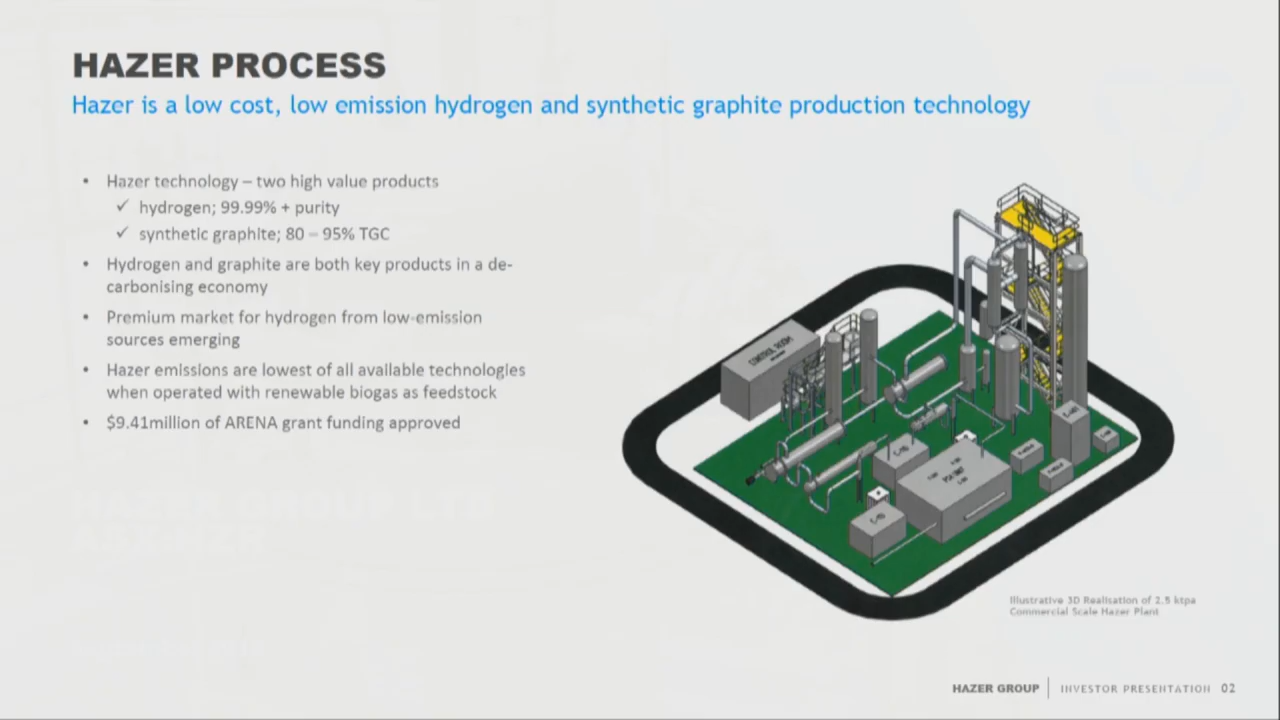 HAZER PROCESS
Hazer is a low cost, low emission hydrogen and synthetic graphite production technology
• Hazer technology – two high value products
✓ hydrogen; 99.99% + purity
✓ synthetic graphite; 80 – 95% TGC
• Hydrogen and graphite are both key products in a de-
carbonising economy
• Premium market for hydrogen from low-emission
sources emerging
• Hazer emissions are lowest of all available technologies
when operated with renewable biogas as feedstock
• $9.41million of ARENA grant funding approved
CONTROL ROOM
Illustrative 3D Realisation of 2.5 ktpa
Commercial Scale Hazer Plant
HAZER GROUP | INVESTOR PRESENTATION 02